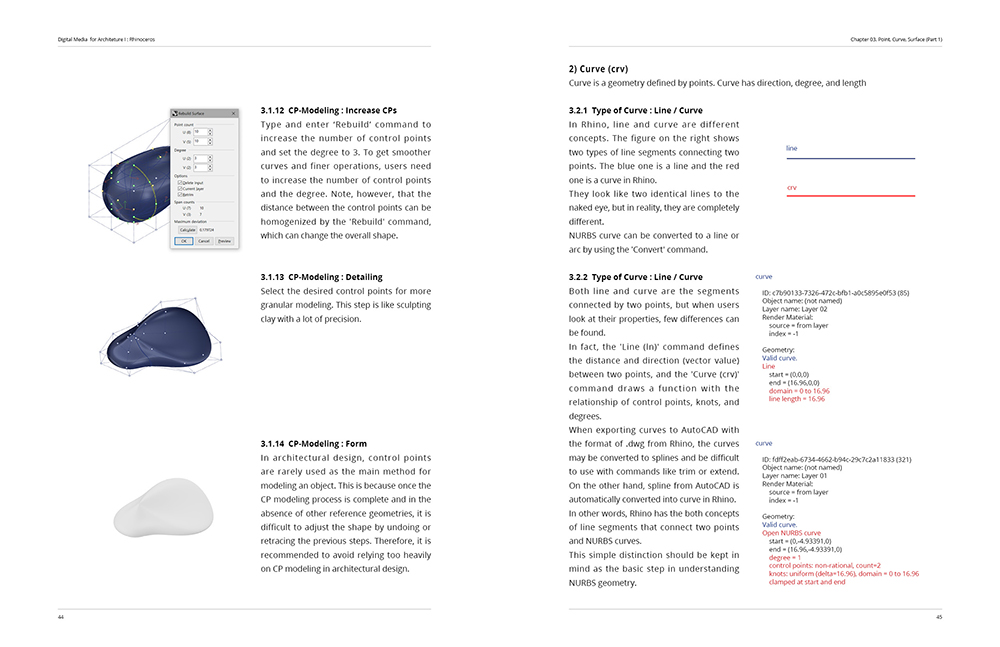 Digital Media for Architeture I : Rhinoceros
3.1.12 CP-Modeling : Increase CPs
Type and enter 'Rebuild' command to
increase the number of control points
and set the degree to 3. To get smoother
curves and finer operations, users need
to increase the number of control points
and the degree. Note, however, that the
distance between the control points can be
homogenized by the 'Rebuild' command,
which can change the overall shape.
Rebuild Surface
Point count
U (8)
V (5)
Degree
U (2) 3
V (2) 3
Options
Delete input
Current layer
Retrim
Span counts
U (7)
V (3) 7
Maximum deviation
Calculate
OK Cancel Preview
3.1.13 CP-Modeling : Detailing
Select the desired control points for more
granular modeling. This step is like sculpting
clay with a lot of precision.
3.1.14 CP-Modeling : Form
In architectural design, control points
are rarely used as the main method for
modeling an object. This is because once the
CP modeling process is complete and in the
absence of other reference geometries, it is
difficult to adjust the shape by undoing or
retracing the previous steps. Therefore, it is
recommended to avoid relying too heavily
on CP modeling in architectural design.
44
Chapter 03. Point, Curve, Surface (Part 1)
2) Curve (crv)
Curve is a geometry defined by points. Curve has direction, degree, and length
3.2.1 Type of Curve : Line / Curve
In Rhino, line and curve are different
concepts. The figure on the right shows
two types of line segments connecting two
points. The blue one is a line and the red
one is a curve in Rhino.
They look like two identical lines to the
naked eye, but in reality, they are completely
different.
NURBS curve can be converted to a line or
arc by using the 'Convert' command.
line
crv
3.2.2 Type of Curve : Line / Curve
Both line and curve are the segments
connected by two points, but when users
look at their properties, few differences can
be found.
In fact, the 'Line (ln)' command defines
the distance and direction (vector value)
between two points, and the 'Curve (crv)'
command draws a function with the
relationship of control points, knots, and
degrees.
When exporting curves to AutoCAD with
the format of .dwg from Rhino, the curves
may be converted to splines and be difficult
to use with commands like trim or extend.
On the other hand, spline from AutoCAD is
automatically converted into curve in Rhino.
In other words, Rhino has the both concepts
of line segments that connect two points
and NURBS curves.
This simple distinction should be kept in
mind as the basic step in understanding
NURBS geometry.
curve
ID: c7b90133-7326-472c-bfb1-a0c5895e0f53 (85)
Object name: (not named)
Layer name: Layer 02
Render Material:
source = from layer
index = -1
Geometry:
Valid curve.
Line
start = (0,0,0)
end = (16.96,0,0)
domain = 0 to 16.96
line length = 16.96
curve
ID: fdff2eab-6734-4662-b94c-29c7c2a11833 (321)
Object name: (not named)
Layer name: Layer 01
Render Material:
source = from layer
index = -1
Geometry:
Valid curve.
Open NURBS curve
start = (0,-4.93391,0)
end = (16.96,-4.93391,0)
degree = 1
control points: non-rational, count=2
knots: uniform (delta=16.96), domain = 0 to 16.96
clamped at start and end
45